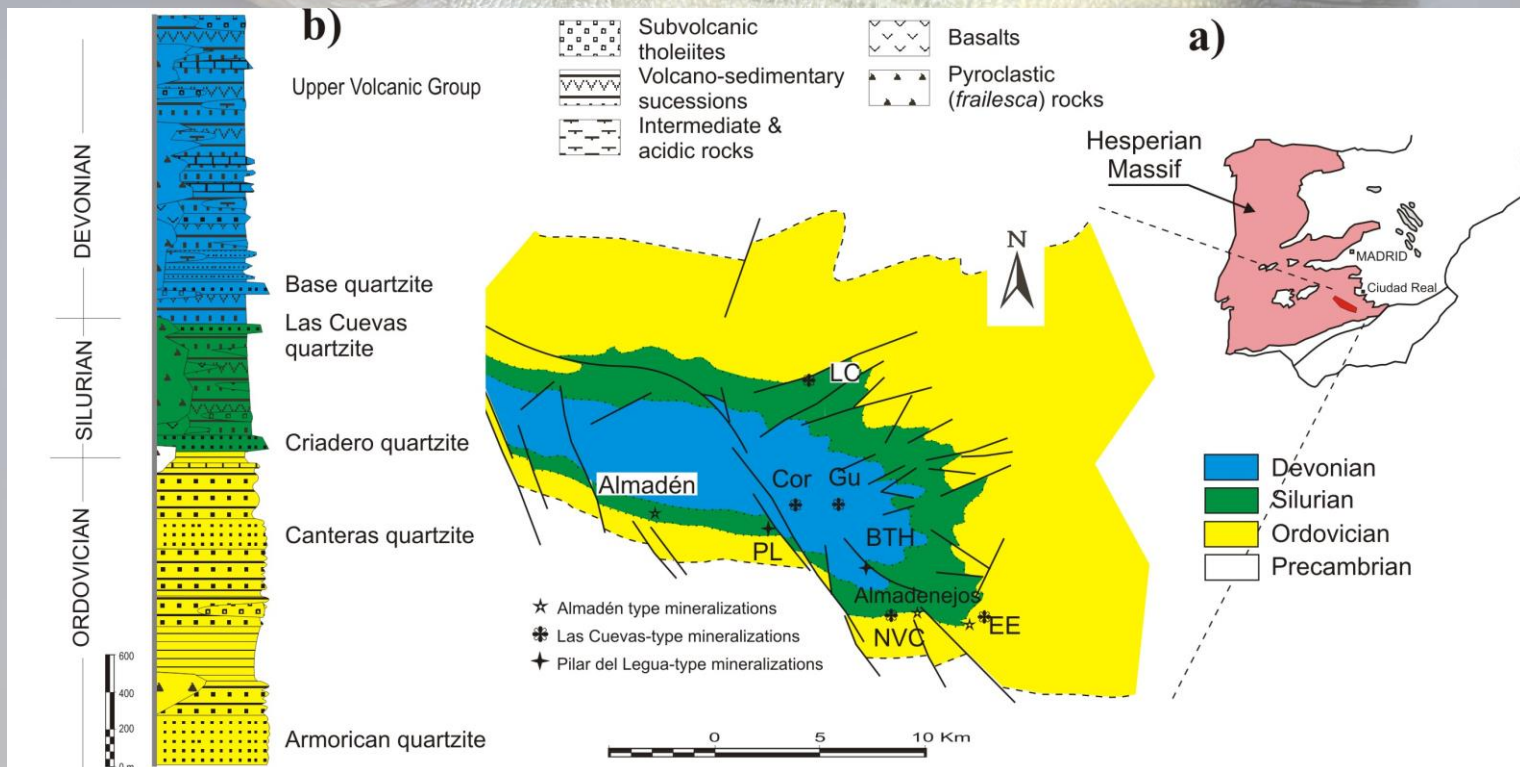 b)
a)
Upper Volcanic Group
Subvolcanic
tholeiites
Volcano-sedimentary
sucessions
Intermediate &
acidic rocks
Basalts
Pyroclastic
(frailesca) rocks
DEVONIAN
SILURIAN
ORDOVICIAN
Base quartzite
Las Cuevas
quartzite
Criadero quartzite
Canteras quartzite
Armorican quartzite
600
400
200
0 m
Hesperian
Massif
MADRID
Ciudad Real
N
LC
Almadén
Cor
Gu
PL
BTH
Almadenejos
NVC
EE
Almadén type mineralizations
Las Cuevas-type mineralizations
Pilar del Legua-type mineralizations
0 5 10 Km
Devonian
Silurian
Ordovician
Precambrian